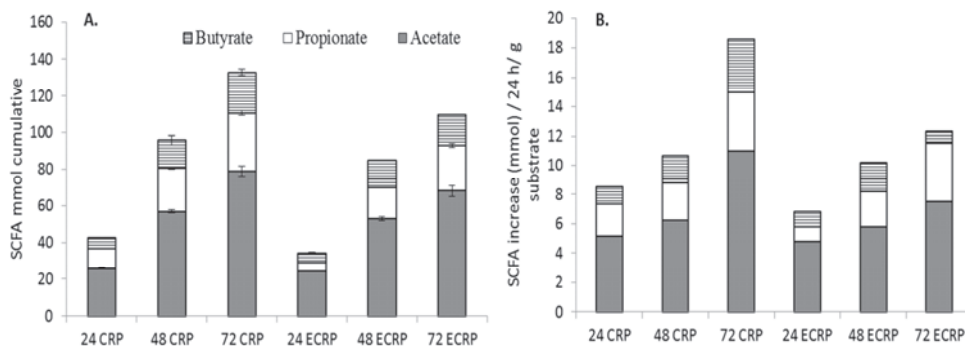 A.
SCFA mmol cumulative
160
140
120
100
80
60
40
20
0
Butyrate Propionate Acetate
24 CRP 48 CRP 72 CRP 24 ECRP 48 ECRP 72 ECRP
B.
SCFA increase (mmol) / 24 h/ g
substrate
20
18
16
14
12
10
8
6
4
2
0
24 CRP 48 CRP 72 CRP 24 ECRP 48 ECRP 72 ECRP